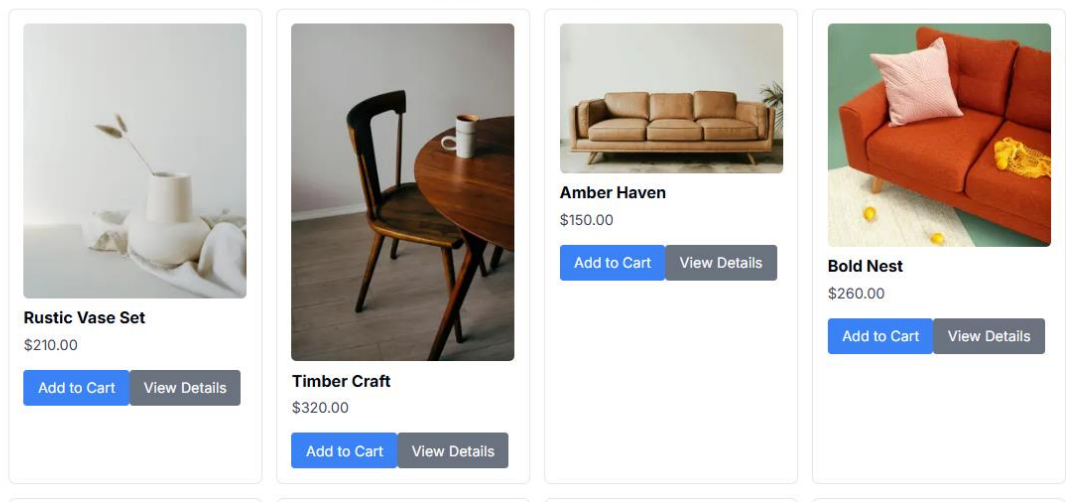 Rustic Vase Set
$210.00
Add to Cart View Details
Timber Craft
$320.00
Add to Cart View Details
Amber Haven
$150.00
Add to Cart View Details
Bold Nest
$260.00
Add to Cart View Details